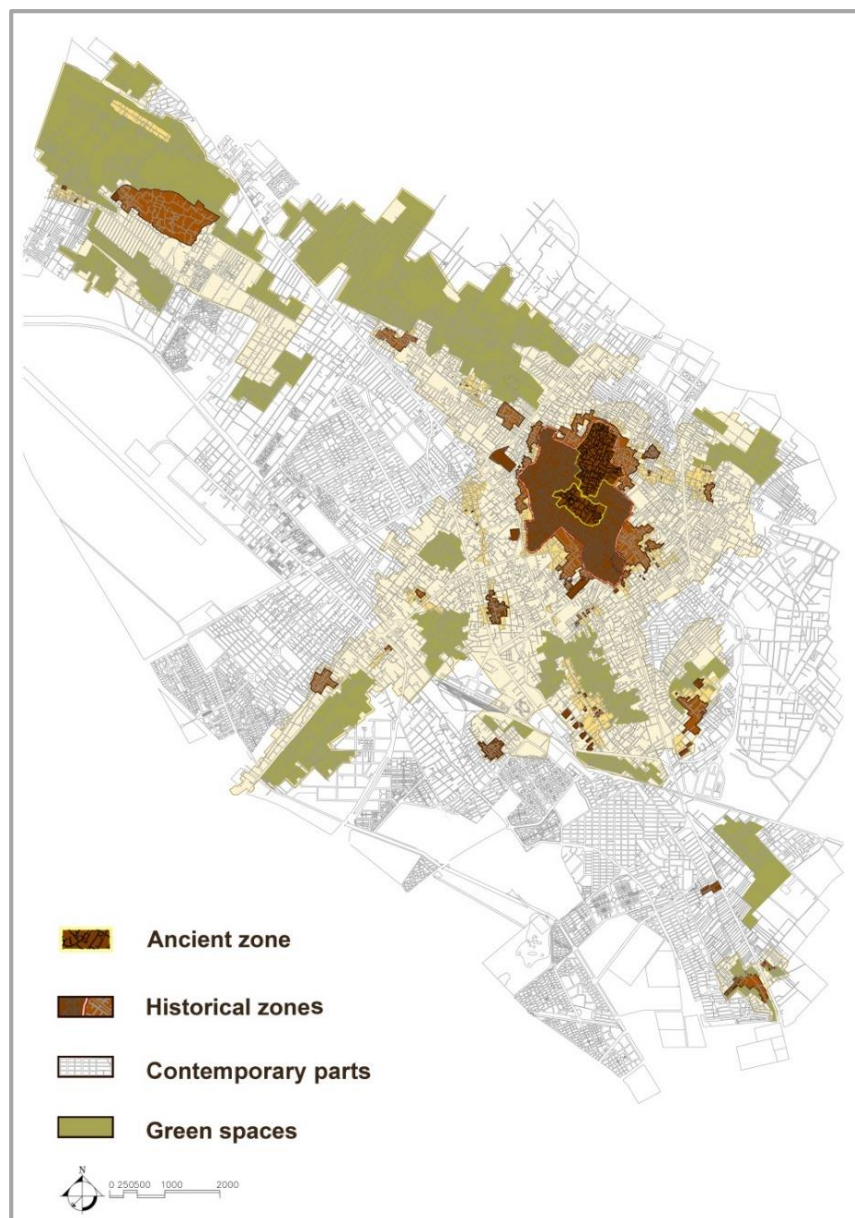 Ancient zone
Historical zones
Contemporary parts
Green spaces
N
0 250500 1000 2000